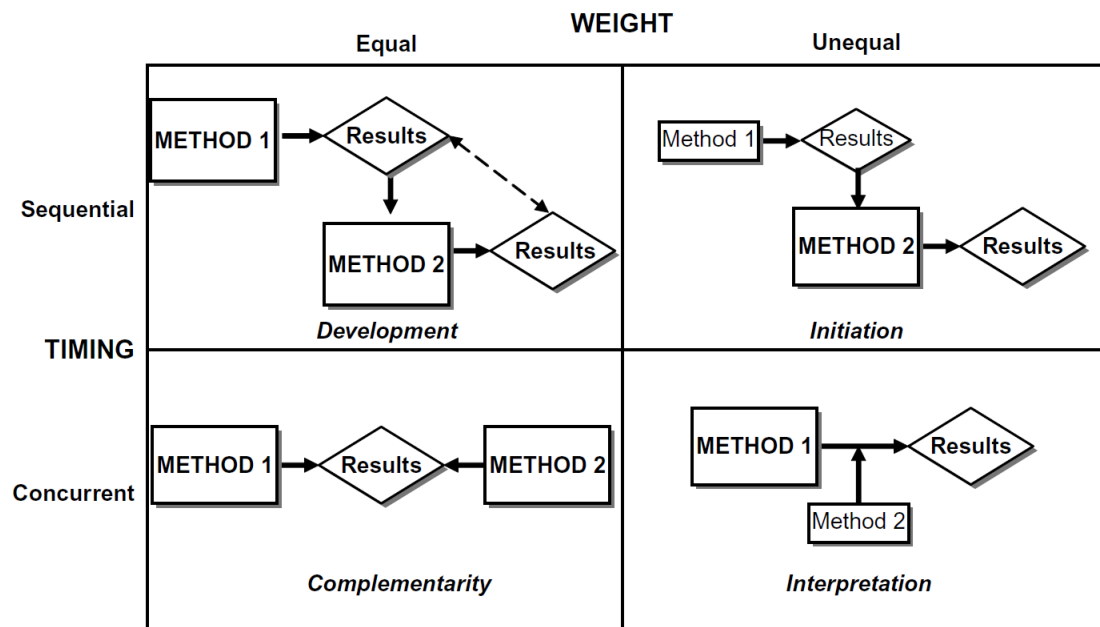 WEIGHT
Equal
Unequal
TIMING
Sequential
METHOD 1
Results
METHOD 2
Results
Development
Method 1
Results
METHOD 2
Results
Initiation
Concurrent
METHOD 1
Results
METHOD 2
Complementarity
METHOD 1
Results
Method 2
Interpretation